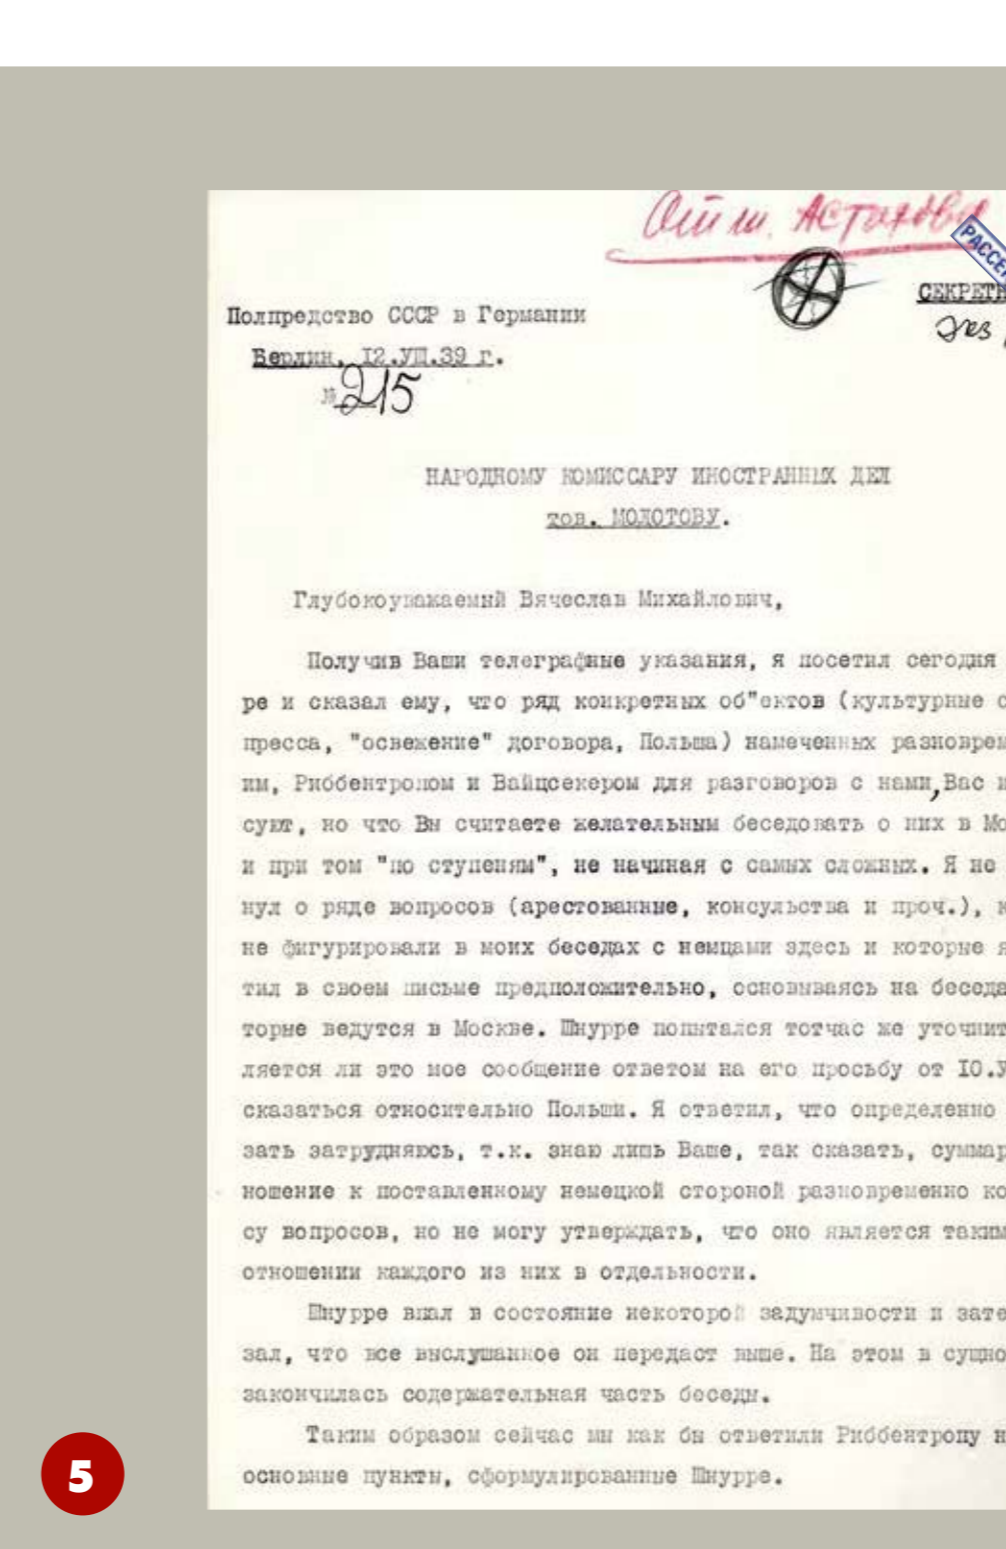 От т. Астахова
РАССЕ
СЕКРЕТН
Экз
Полпредство СССР в Германии
Берлин, 12.УШ.39 г.
№ 215
НАРОДНОМУ КОМИССАРУ ИНОСТРАННЫХ ДЕЛ
тов. МОЛОТОВУ.
Глубокоуважаемый Вячеслав Михайлович,
Получив Ваши телеграфные указания, я посетил сегодня
ре и сказал ему, что ряд конкретных об"ектов (культурные с
пресса, "освежение" договора, Польша) намеченных разноврем
им, Риббентропом и Вайцсекером для разговоров с нами, Вас и
суют, но что Вы считаете желательным беседовать о них в Мо
и при том "по ступеням", не начиная с самых сложных. Я не
нул о ряде вопросов (арестованные, консульства и проч.), к
не фигурировали в моих беседах с немцами здесь и которые я
тил в своем письме предположительно, основываясь на беседа
торые ведутся в Москве. Шнурре попытался тотчас же уточнит
ляется ли это мое сообщение ответом на его просьбу от 10.У
сказаться относительно Польши. Я ответил, что определенно
зать затрудняюсь, т.к. знаю лишь Ваше, так сказать, суммар
ношение к поставленному немецкой стороной разновременно ко
су вопросов, но не могу утверждать, что оно является таким
отношении каждого из них в отдельности.
Шнурре впал в состояние некоторой задумчивости и зате
зал, что все выслушанное он передаст выше. На этом в сущно
закончилась содержательная часть беседы.
Таким образом сейчас мы как бы ответили Риббентропу н
основные пункты, сформулированные Шнурре.
5